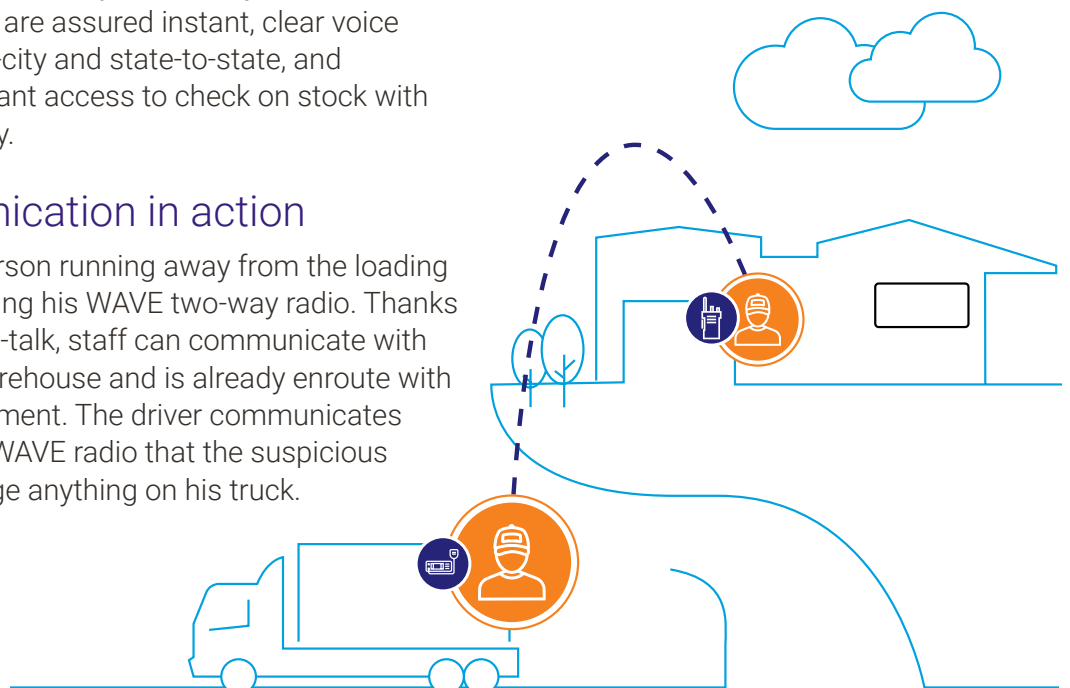 are assured instant, clear voice
-city and state-to-state, and
ant access to check on stock with
y.
nication in action
rson running away from the loading
ing his WAVE two-way radio. Thanks
-talk, staff can communicate with
rehouse and is already enroute with
ment. The driver communicates
WAVE radio that the suspicious
ge anything on his truck.